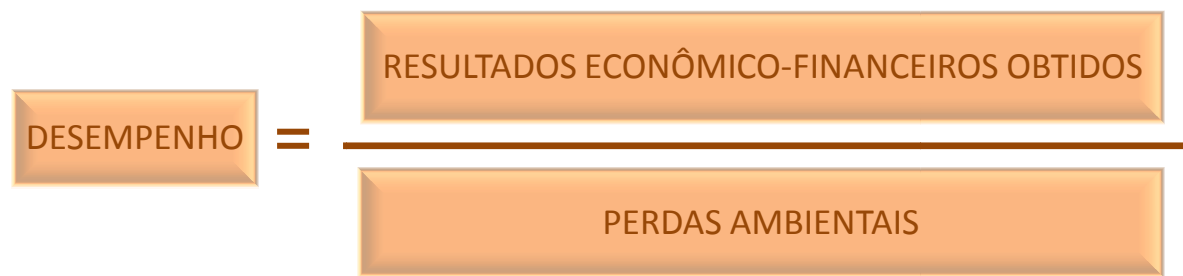 RESULTADOS ECONÔMICO-FINANCEIROS OBTIDOS
DESEMPENHO =
PERDAS AMBIENTAIS